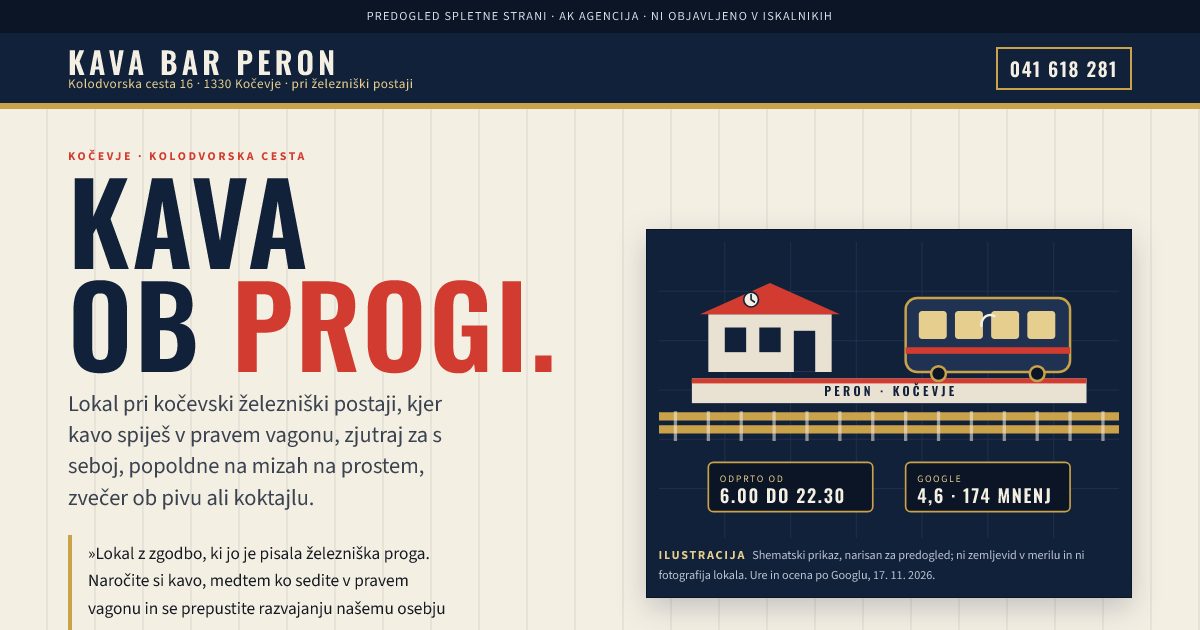 PREDOGLED SPLETNE STRANI · AK AGENCIJA · NI OBJAVLJENO V ISKALNIKIH
KAVA BAR PERON
Kolodvorska cesta 16 · 1330 Kočevje · pri železniški postaji
041 618 281
KOČEVJE · KOLODVORSKA CESTA
KAVA
OB PROGI.
Lokal pri kočevski železniški postaji, kjer
kavo spiješ v pravem vagonu, zjutraj za s
seboj, popoldne na mizah na prostem,
zvečer ob pivu ali koktajlu.
»Lokal z zgodbo, ki jo je pisala železniška proga.
Naročite si kavo, medtem ko sedite v pravem
vagonu in se prepustite razvajanju našemu osebju
PERON · KOČEVJE
ODPRTO OD
6.00 DO 22.30
GOOGLE
4,6 · 174 MNENJ
ILUSTRACIJA Shematski prikaz, narisan za predogled; ni zemljevid v merilu in ni
fotografija lokala. Ure in ocena po Googlu, 17. 11. 2026.